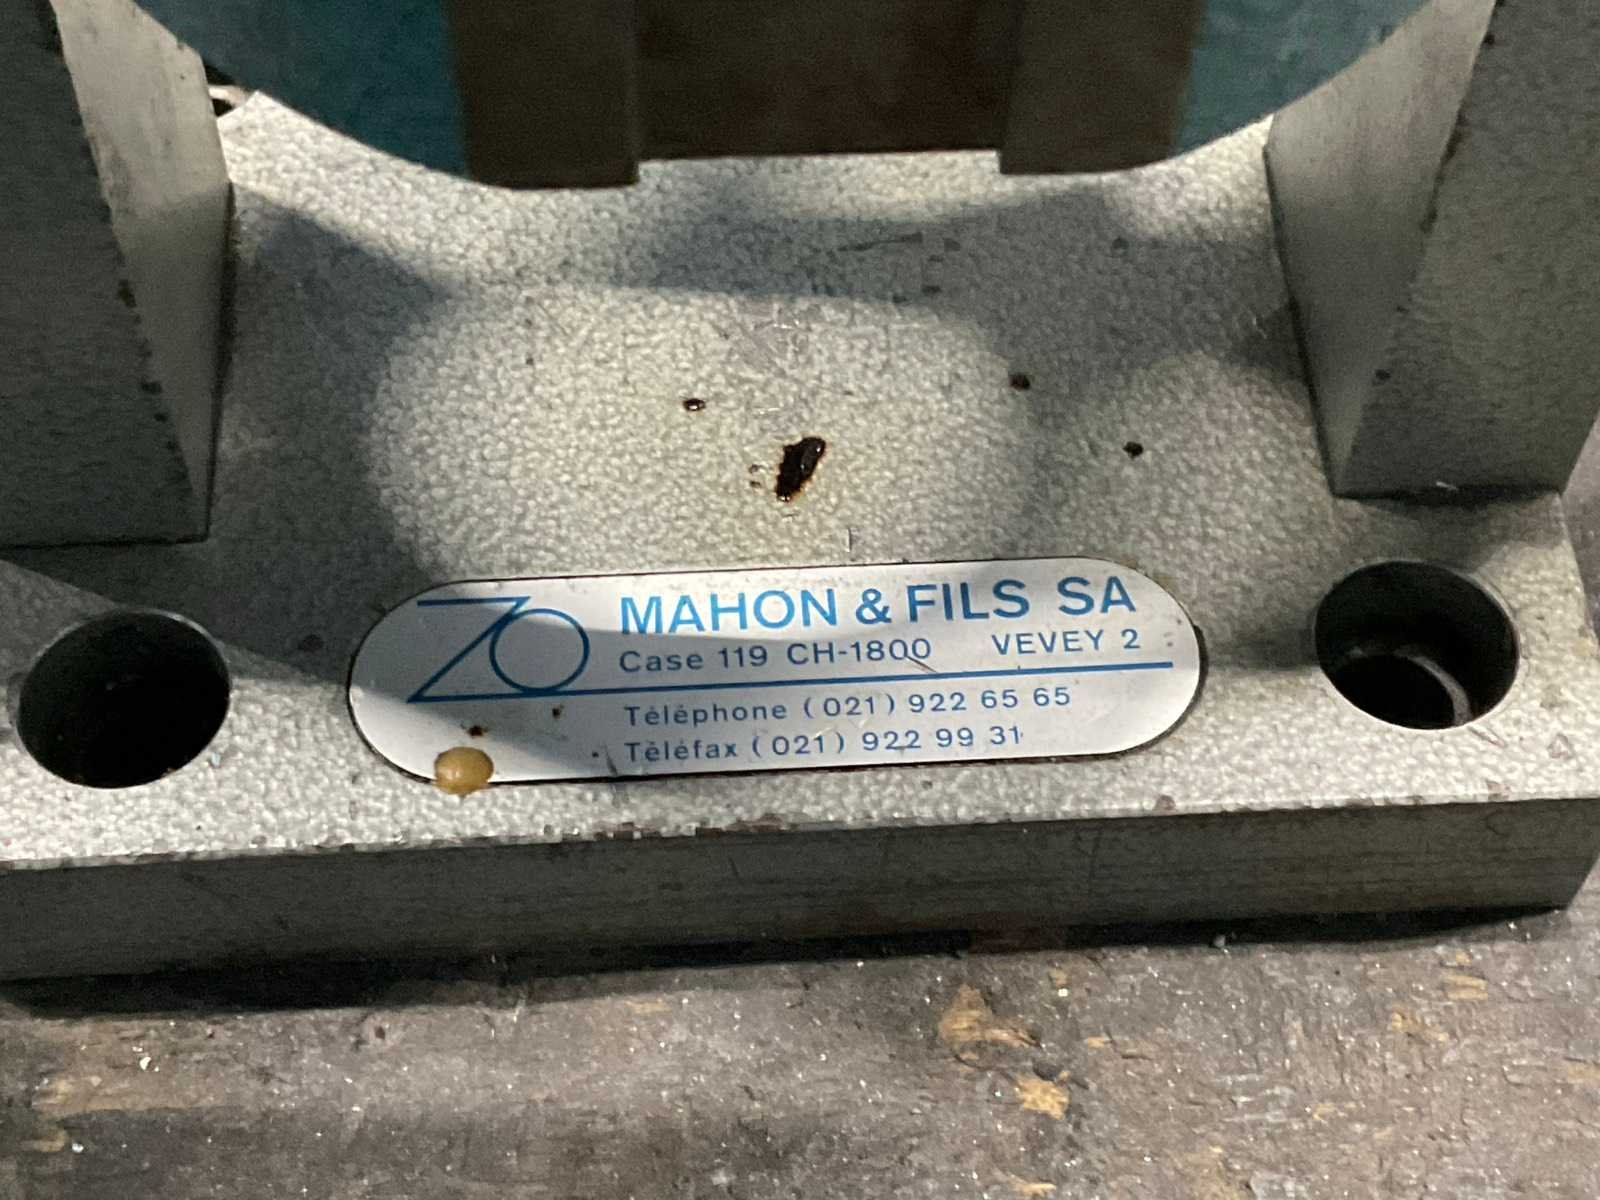 MAHON & FILS SA
Case 119 CH-1800 VEVEY 2
Téléphone (021) 922 65 65
Téléfax (021) 922 99 31